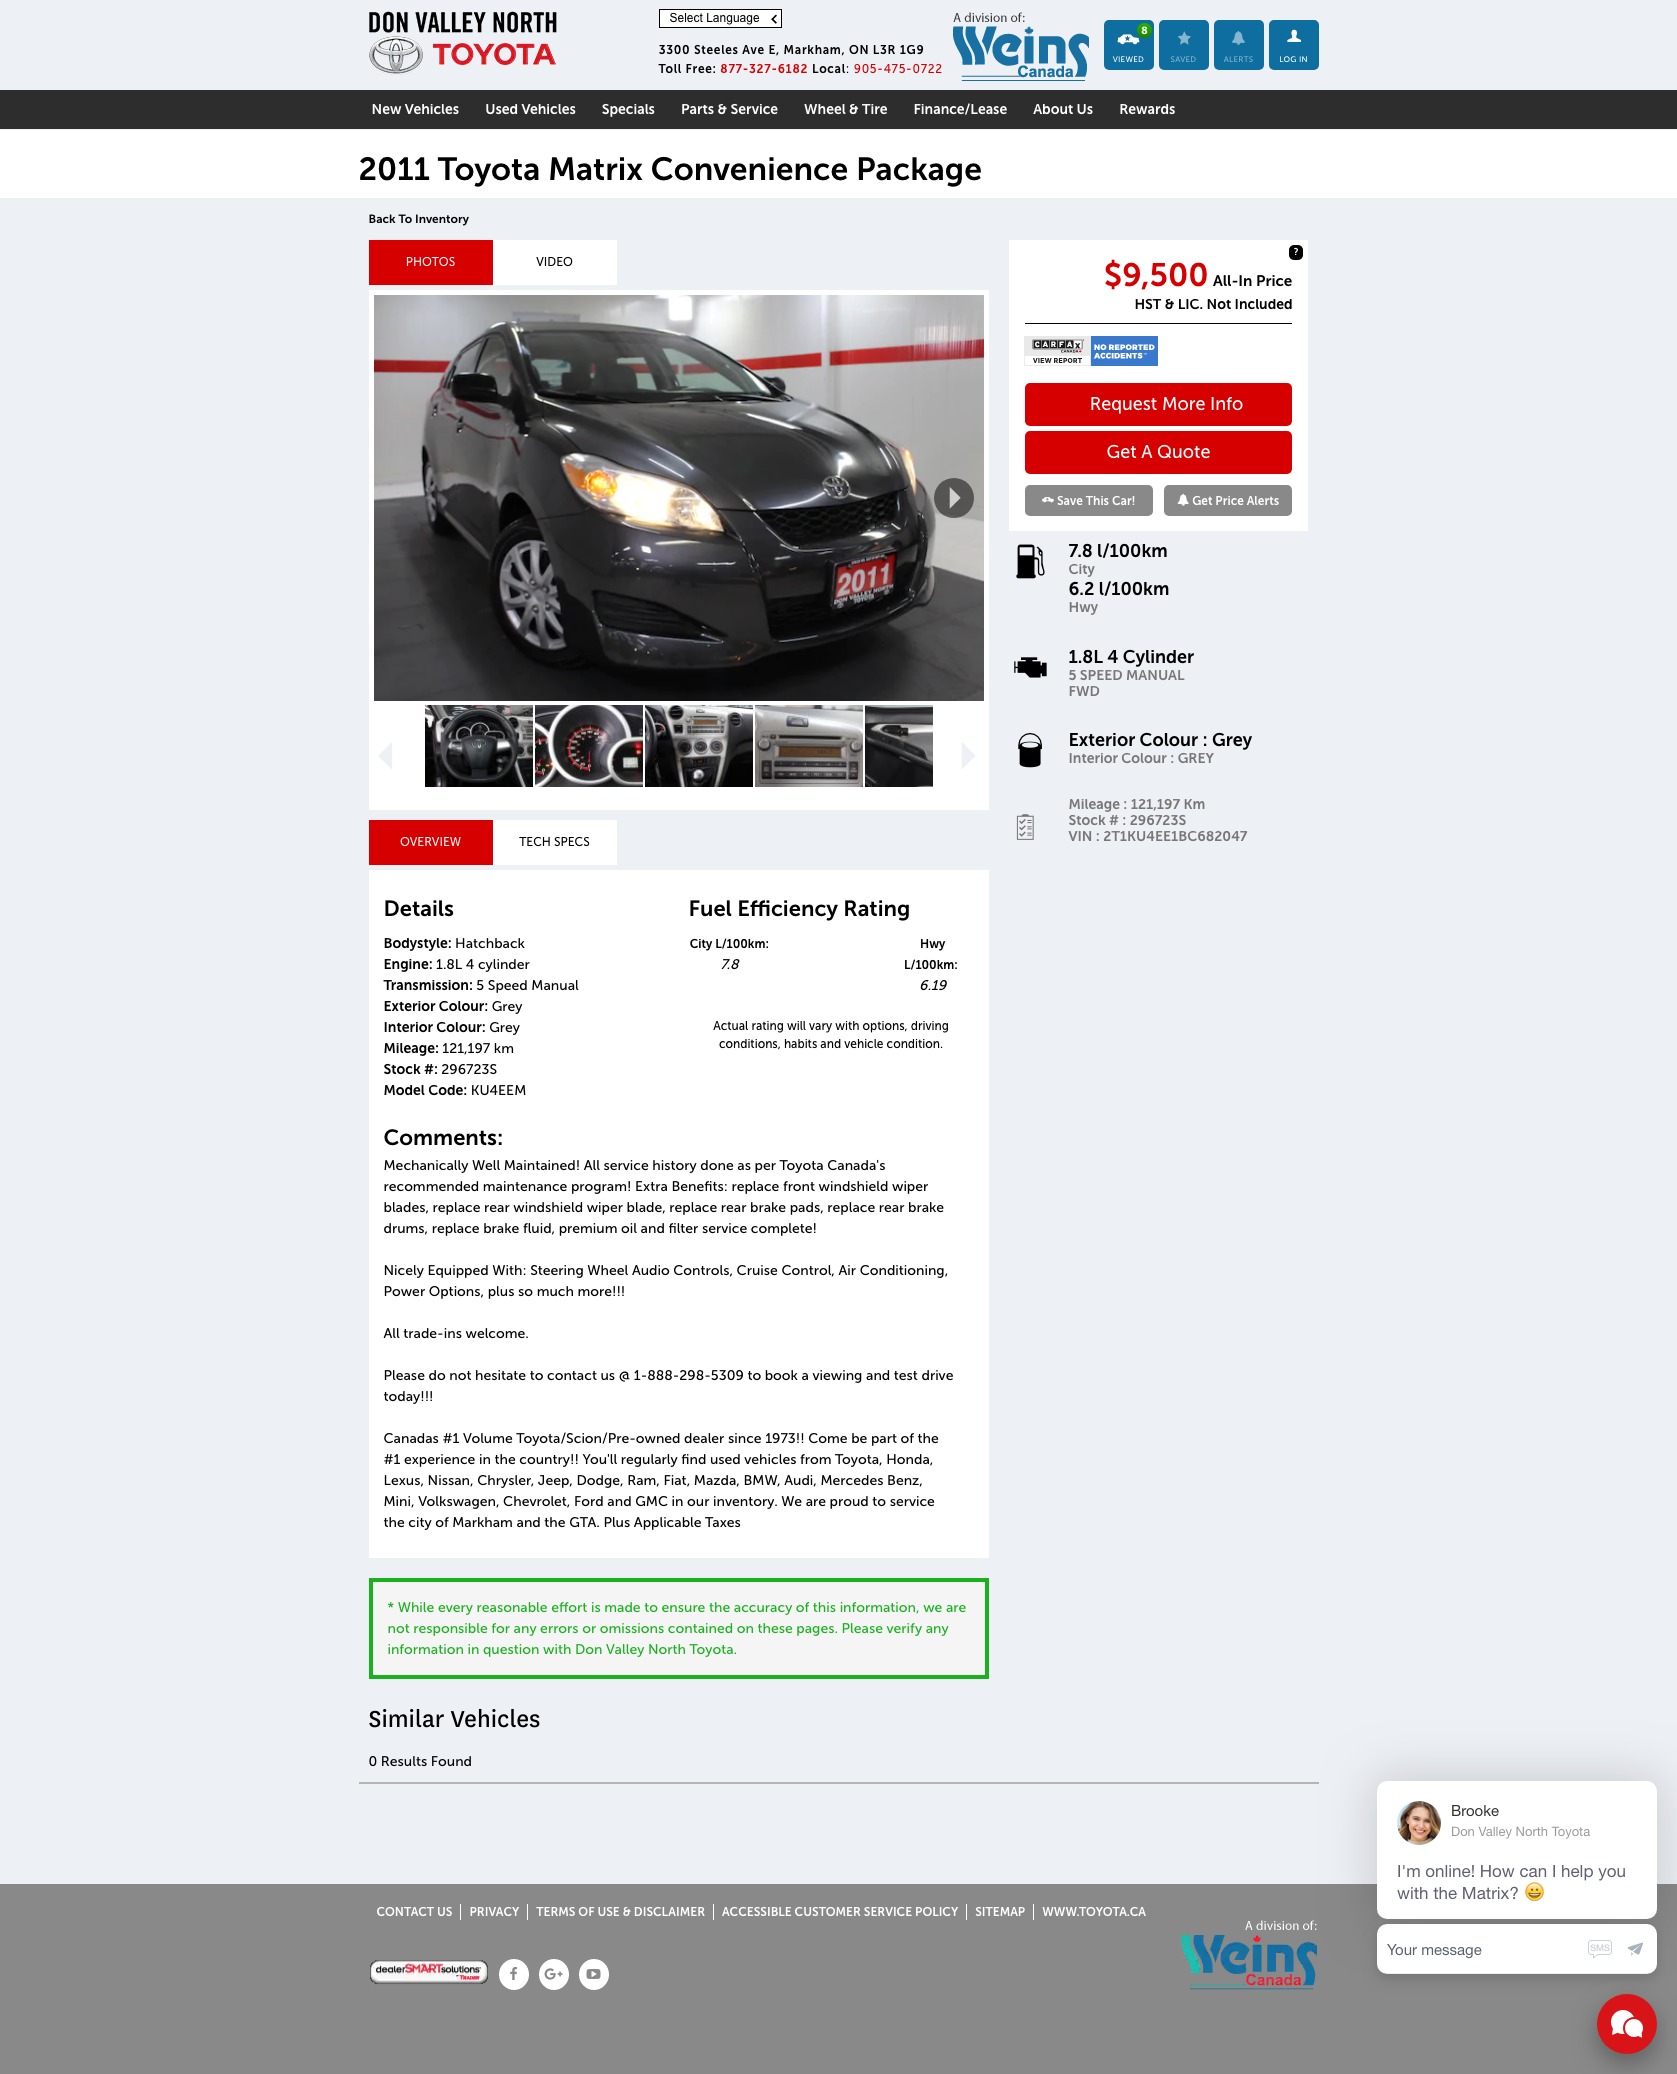 DON VALLEY NORTH
TOYOTA
Select Language
3300 Steeles Ave E, Markham, ON L3R 1G9
Toll Free: 877-327-6182 Local: 905-475-0722
A division of:
Weins
Canada
8
VIEWED
SAVED
ALERTS
LOG IN
New Vehicles Used Vehicles Specials Parts & Service Wheel & Tire Finance/Lease About Us Rewards
2011 Toyota Matrix Convenience Package
Back To Inventory
PHOTOS VIDEO
2011
DON VALLEY NORTH
TOYOTA
?
$9,500 All-In Price
HST & LIC. Not Included
CARFAX
CANADA
VIEW REPORT
NO REPORTED
ACCIDENTS™
Request More Info
Get A Quote
Save This Car! Get Price Alerts
7.8 l/100km
City
6.2 l/100km
Hwy
1.8L 4 Cylinder
5 SPEED MANUAL
FWD
Exterior Colour : Grey
Interior Colour : GREY
Mileage : 121,197 Km
Stock # : 296723S
VIN : 2T1KU4EE1BC682047
OVERVIEW TECH SPECS
Details
Bodystyle: Hatchback
Engine: 1.8L 4 cylinder
Transmission: 5 Speed Manual
Exterior Colour: Grey
Interior Colour: Grey
Mileage: 121,197 km
Stock #: 296723S
Model Code: KU4EEM
Fuel Efficiency Rating
City L/100km:
7.8
Hwy
L/100km:
6.19
Actual rating will vary with options, driving
conditions, habits and vehicle condition.
Comments:
Mechanically Well Maintained! All service history done as per Toyota Canada's
recommended maintenance program! Extra Benefits: replace front windshield wiper
blades, replace rear windshield wiper blade, replace rear brake pads, replace rear brake
drums, replace brake fluid, premium oil and filter service complete!
Nicely Equipped With: Steering Wheel Audio Controls, Cruise Control, Air Conditioning,
Power Options, plus so much more!!!
All trade-ins welcome.
Please do not hesitate to contact us @ 1-888-298-5309 to book a viewing and test drive
today!!!
Canadas #1 Volume Toyota/Scion/Pre-owned dealer since 1973!! Come be part of the
#1 experience in the country!! You'll regularly find used vehicles from Toyota, Honda,
Lexus, Nissan, Chrysler, Jeep, Dodge, Ram, Fiat, Mazda, BMW, Audi, Mercedes Benz,
Mini, Volkswagen, Chevrolet, Ford and GMC in our inventory. We are proud to service
the city of Markham and the GTA. Plus Applicable Taxes
* While every reasonable effort is made to ensure the accuracy of this information, we are
not responsible for any errors or omissions contained on these pages. Please verify any
information in question with Don Valley North Toyota.
Similar Vehicles
0 Results Found
Brooke
Don Valley North Toyota
I'm online! How can I help you
with the Matrix? 😀
Your message
SMS
CONTACT US PRIVACY TERMS OF USE & DISCLAIMER ACCESSIBLE CUSTOMER SERVICE POLICY SITEMAP WWW.TOYOTA.CA
dealerSMARTsolutions
TRADER
f
G+
A division of:
Weins
Canada